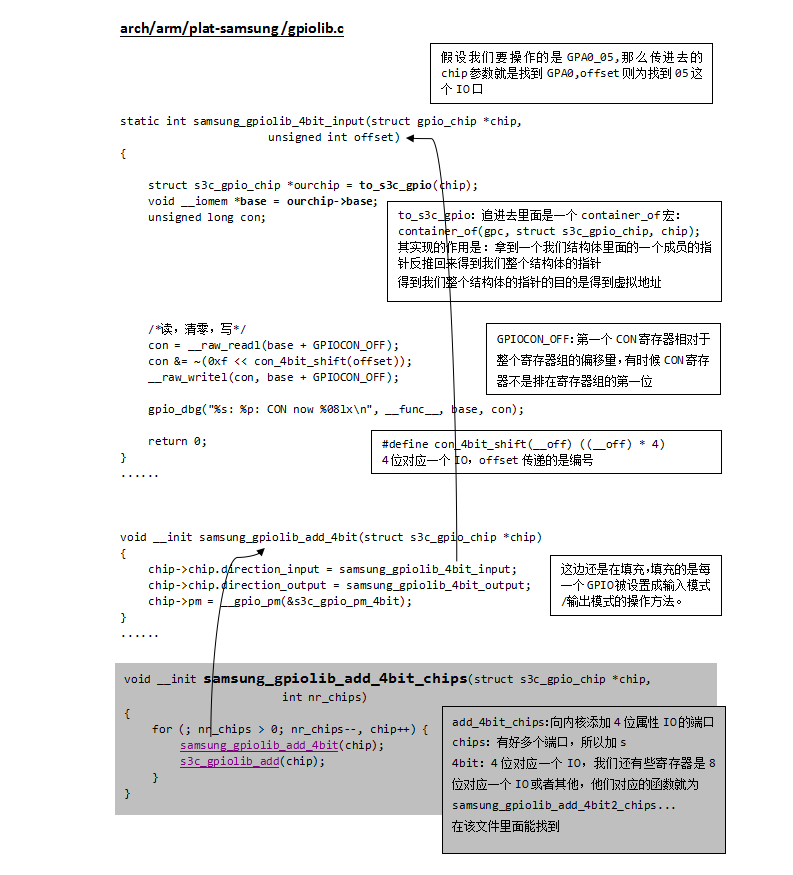 arch/arm/plat-samsung/gpiolib.c
假设我们要操作的是 GPA0_05,那么传进去的
chip 参数就是找到 GPA0,offset 则为找到 05 这
个 IO 口
static int samsung_gpiolib_4bit_input(struct gpio_chip *chip,
unsigned int offset)
{
struct s3c_gpio_chip *ourchip = to_s3c_gpio(chip);
void __iomem *base = ourchip->base;
unsigned long con;
to_s3c_gpio: 追进去里面是一个 container_of 宏:
container_of(gpc, struct s3c_gpio_chip, chip);
其实现的作用是: 拿到一个我们结构体里面的一个成员的指
针反推回来得到我们整个结构体的指针
得到我们整个结构体的指针的目的是得到虚拟地址
/*读, 清零, 写*/
con = __raw_readl(base + GPIOCON_OFF);
con &= ~(0xf << con_4bit_shift(offset));
__raw_writel(con, base + GPIOCON_OFF);
GPIOCON_OFF: 第一个 CON 寄存器相对于
整个寄存器组的偏移量, 有时候 CON 寄存
器不是排在寄存器组的第一位
gpio_dbg("%s: %p: CON now %08lx\n", __func__, base, con);
return 0;
}
......
#define con_4bit_shift(__off) ((__off) * 4)
4 位对应一个 IO, offset 传递的是编号
void __init samsung_gpiolib_add_4bit(struct s3c_gpio_chip *chip)
{
chip->chip.direction_input = samsung_gpiolib_4bit_input;
chip->chip.direction_output = samsung_gpiolib_4bit_output;
chip->pm = __gpio_pm(&s3c_gpio_pm_4bit);
}
......
这边还是在填充, 填充的是每
一个 GPIO 被设置成输入模式
/输出模式的操作方法。
void __init samsung_gpiolib_add_4bit_chips(struct s3c_gpio_chip *chip,
int nr_chips)
{
for (; nr_chips > 0; nr_chips--, chip++) {
samsung_gpiolib_add_4bit(chip);
s3c_gpiolib_add(chip);
}
}
add_4bit_chips:向内核添加 4 位属性 IO 的端口
chips: 有好多个端口, 所以加 s
4bit: 4 位对应一个 IO, 我们还有些寄存器是 8
位对应一个 IO 或者其他, 他们对应的函数就为
samsung_gpiolib_add_4bit2_chips...
在该文件里面能找到